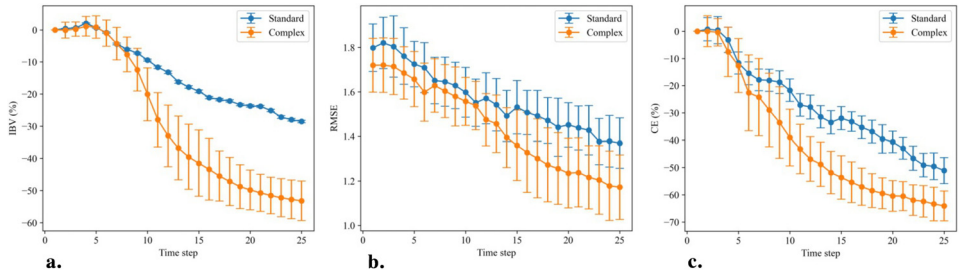 Standard
Complex
0
−10
−20
−30
−40
−50
−60
IBV (%)
0 5 10 15 20 25
Time step
a.
Standard
Complex
1.8
1.6
1.4
1.2
1.0
RMSE
0 5 10 15 20 25
Time step
b.
Standard
Complex
0
−10
−20
−30
−40
−50
−60
−70
CE (%)
0 5 10 15 20 25
Time step
c.